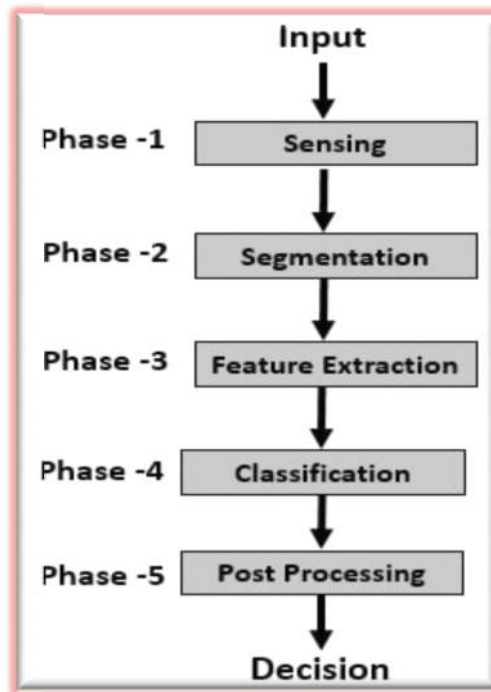 Input
Phase -1 Sensing
Phase -2 Segmentation
Phase -3 Feature Extraction
Phase -4 Classification
Phase -5 Post Processing
Decision